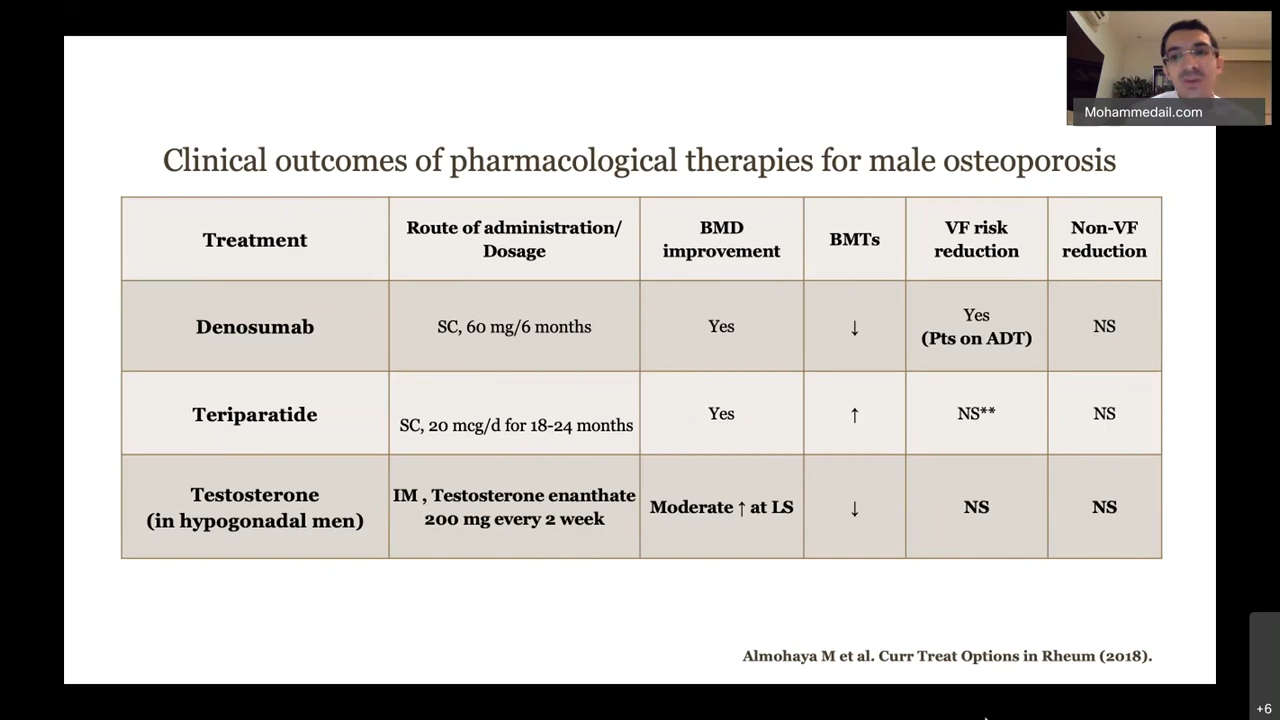 Mohammedail.com
Clinical outcomes of pharmacological therapies for male osteoporosis
Treatment
Route of administration/
Dosage
BMD
improvement
BMTs
VF risk
reduction
Non-VF
reduction
Denosumab
SC, 60 mg/6 months
Yes
↓
Yes
(Pts on ADT)
NS
Teriparatide
SC, 20 mcg/d for 18-24 months
Yes
↑
NS**
NS
Testosterone
(in hypogonadal men)
IM , Testosterone enanthate
200 mg every 2 week
Moderate ↑ at LS
↓
NS
NS
Almohaya M et al. Curr Treat Options in Rheum (2018).
+6